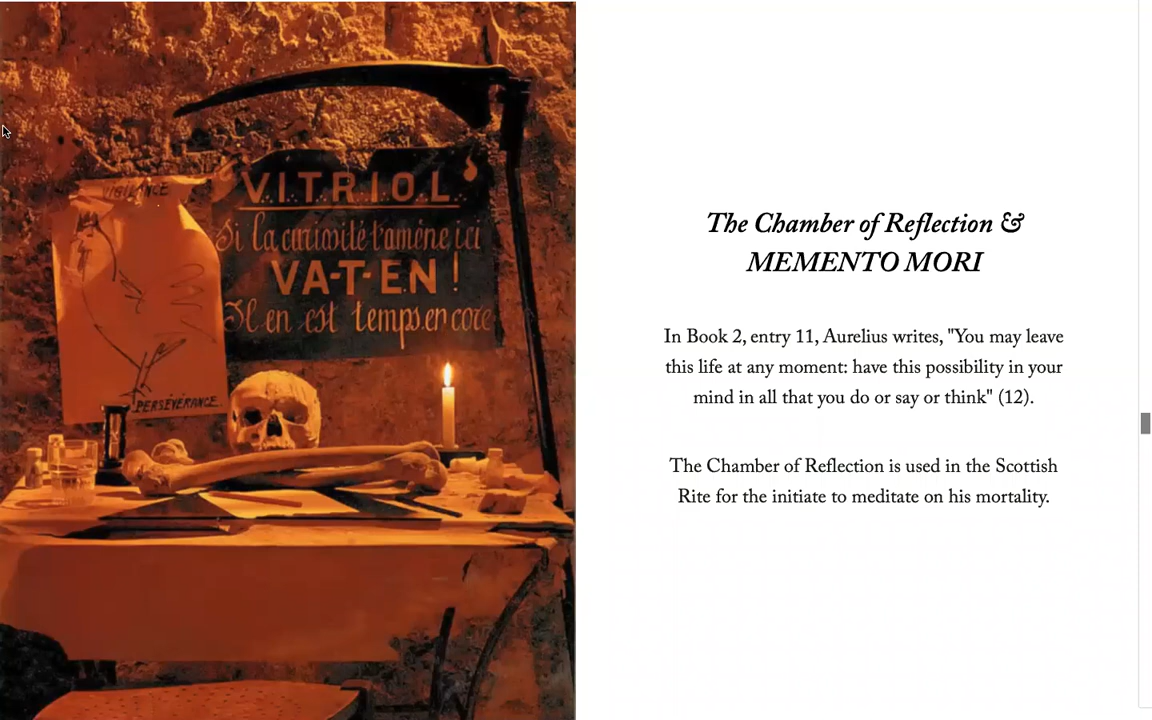 VIGILANCE
V.I.T.R.I.O.L.
Si la curiosité t'amène ici
VA-T-EN !
Il en est temps encore
PERSÉVÉRANCE.
The Chamber of Reflection &
MEMENTO MORI
In Book 2, entry 11, Aurelius writes, "You may leave
this life at any moment: have this possibility in your
mind in all that you do or say or think" (12).
The Chamber of Reflection is used in the Scottish
Rite for the initiate to meditate on his mortality.